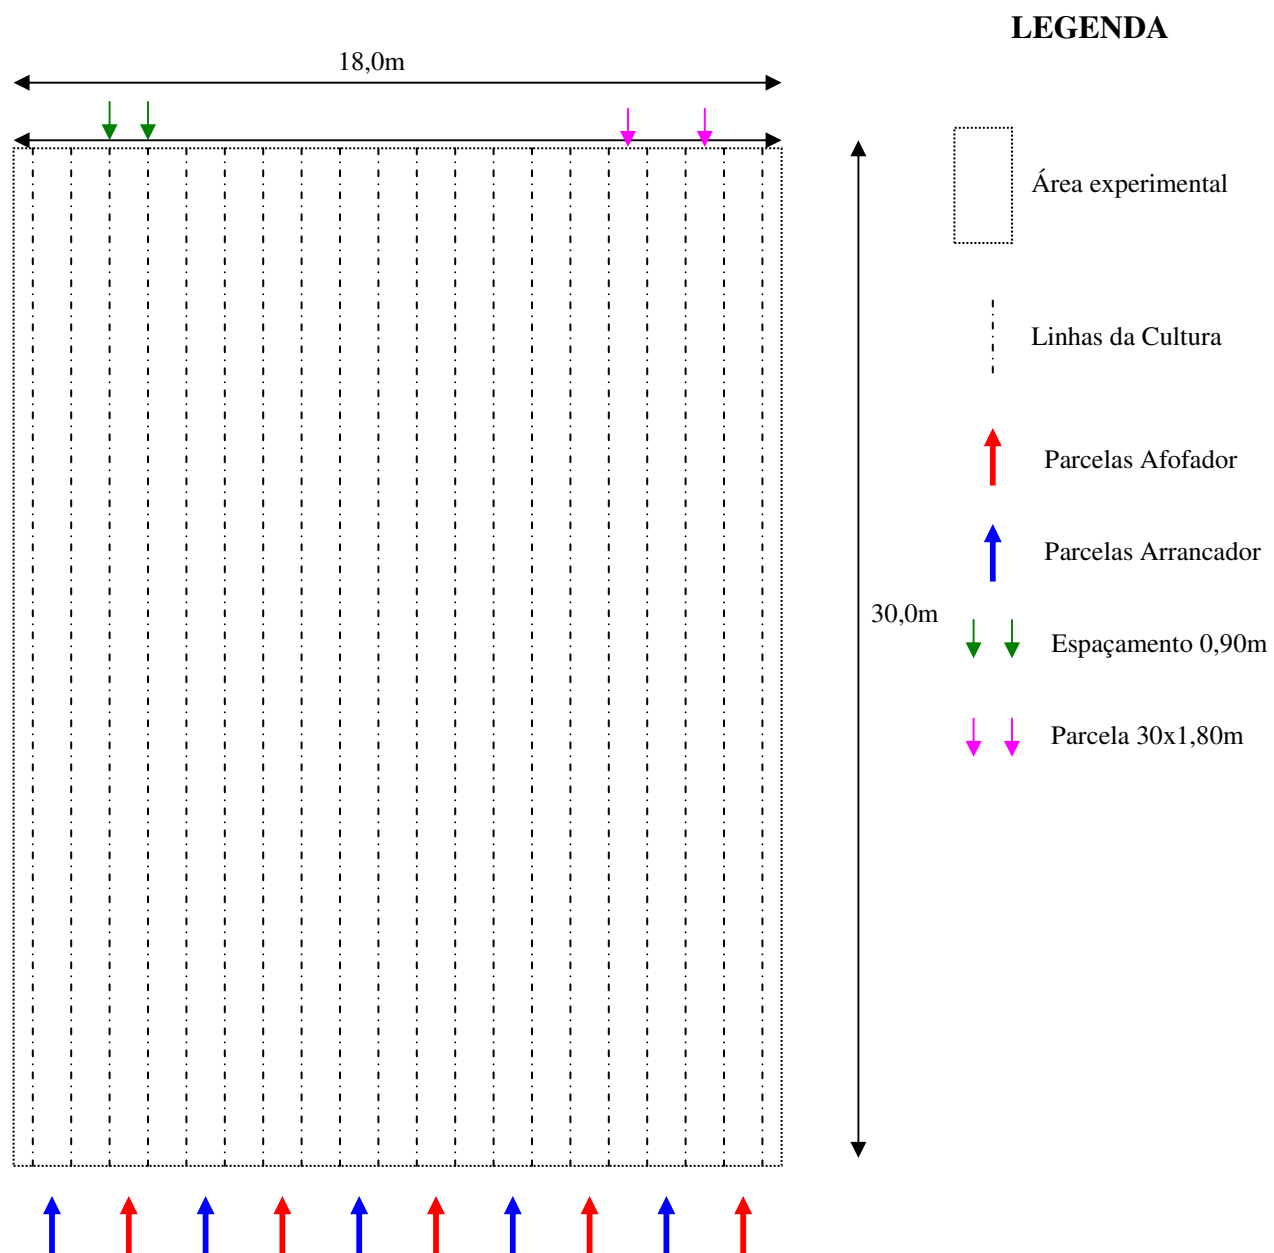 LEGENDA
18,0m
Área experimental
Linhas da Cultura
Parcelas Afofador
Parcelas Arrancador
30,0m
Espaçamento 0,90m
Parcela 30x1,80m